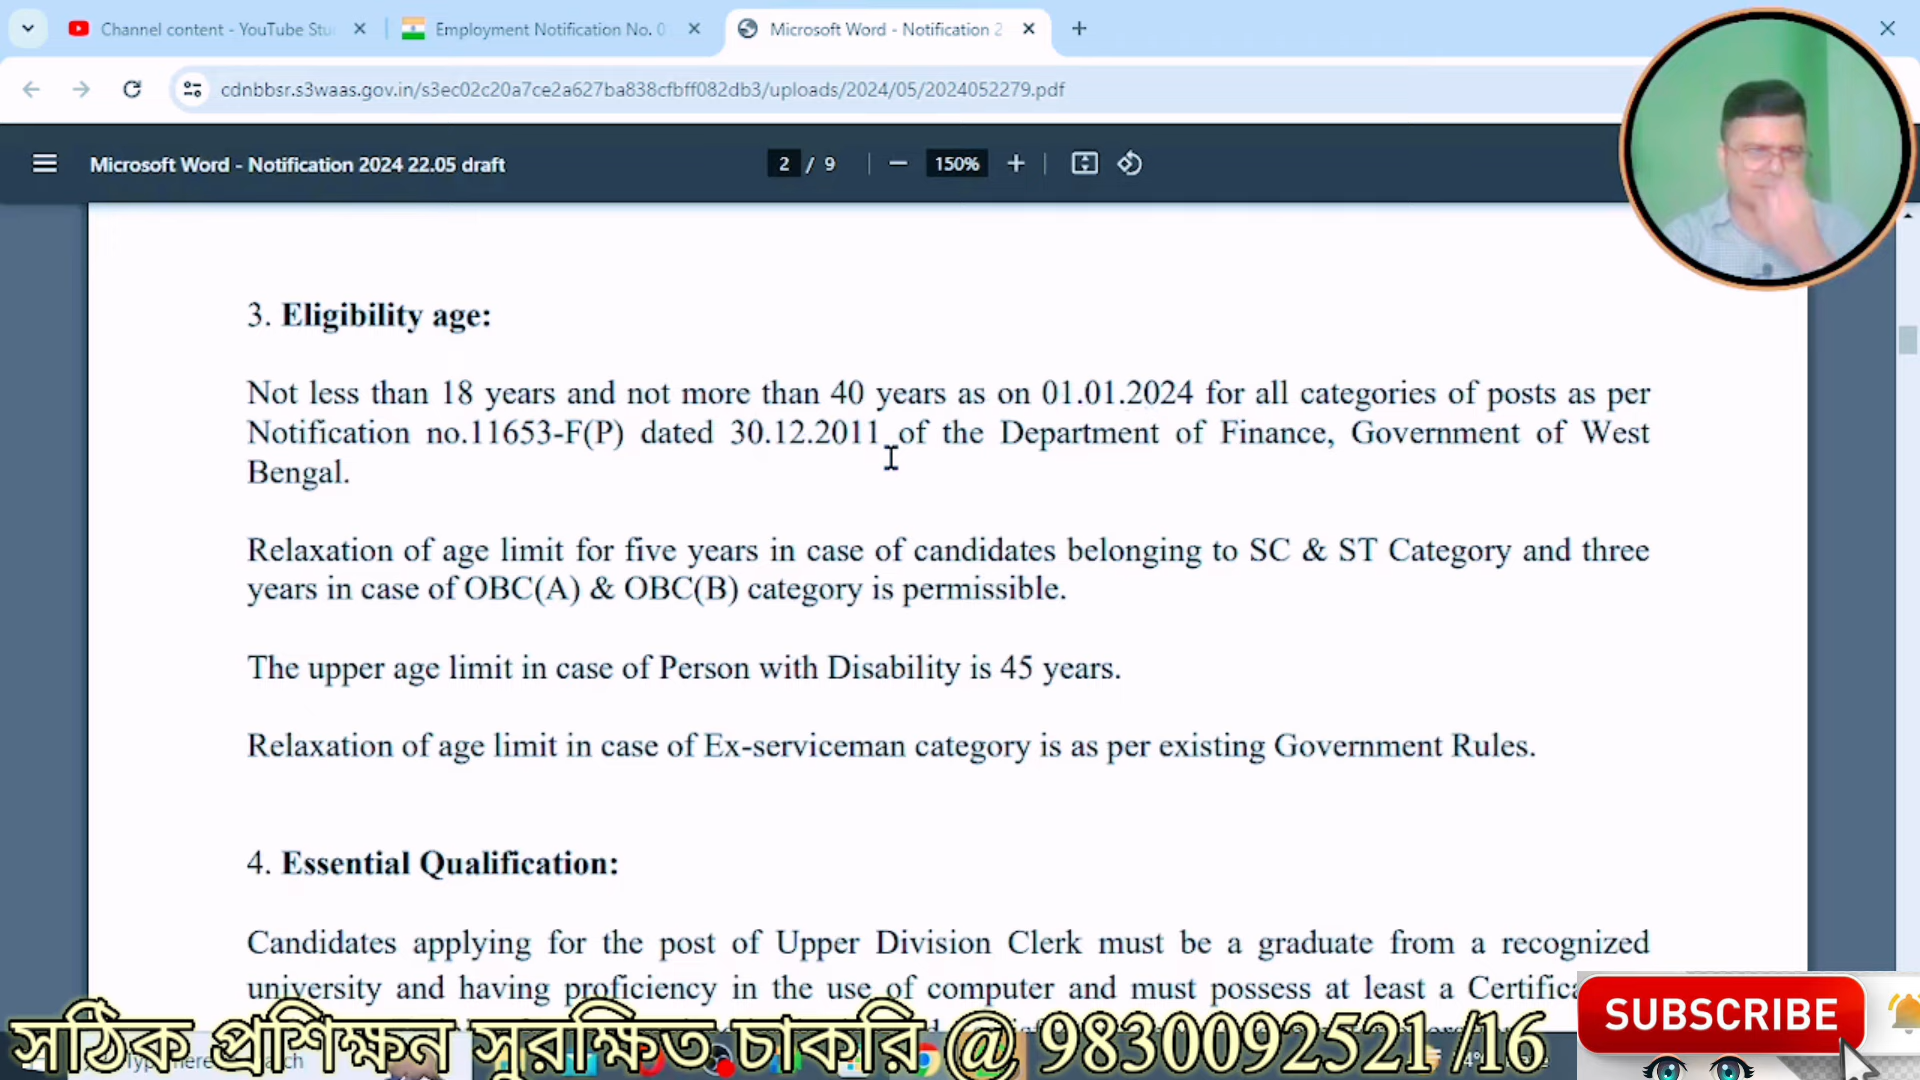 Channel content - YouTube Stu
Employment Notification No. 0
Microsoft Word - Notification 2
cdnbbsr.s3waas.gov.in/s3ec02c20a7ce2a627ba838cfbff082db3/uploads/2024/05/2024052279.pdf
Microsoft Word - Notification 2024 22.05 draft
2 / 9
150%
3. Eligibility age:
Not less than 18 years and not more than 40 years as on 01.01.2024 for all categories of posts as per
Notification no.11653-F(P) dated 30.12.2011 of the Department of Finance, Government of West
Bengal.
Relaxation of age limit for five years in case of candidates belonging to SC & ST Category and three
years in case of OBC(A) & OBC(B) category is permissible.
The upper age limit in case of Person with Disability is 45 years.
Relaxation of age limit in case of Ex-serviceman category is as per existing Government Rules.
4. Essential Qualification:
Candidates applying for the post of Upper Division Clerk must be a graduate from a recognized
university and having proficiency in the use of computer and must possess at least a Certifica
সঠিক প্রশিক্ষন সুরক্ষিত চাকরি @ 9830092521 /16
SUBSCRIBE